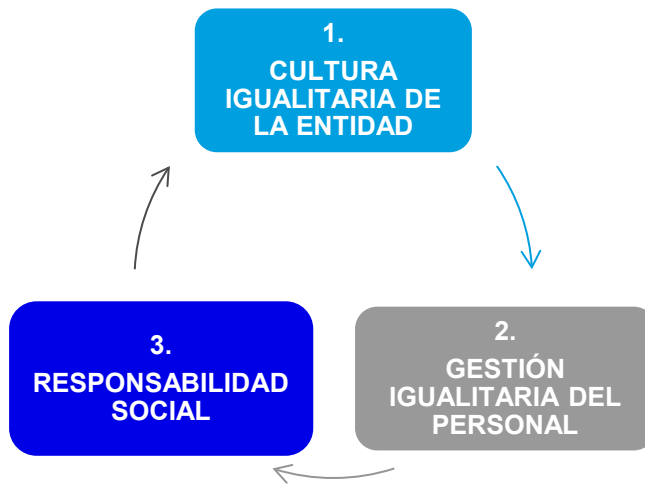 1.
CULTURA
IGUALITARIA DE
LA ENTIDAD
2.
GESTIÓN
IGUALITARIA DEL
PERSONAL
3.
RESPONSABILIDAD
SOCIAL